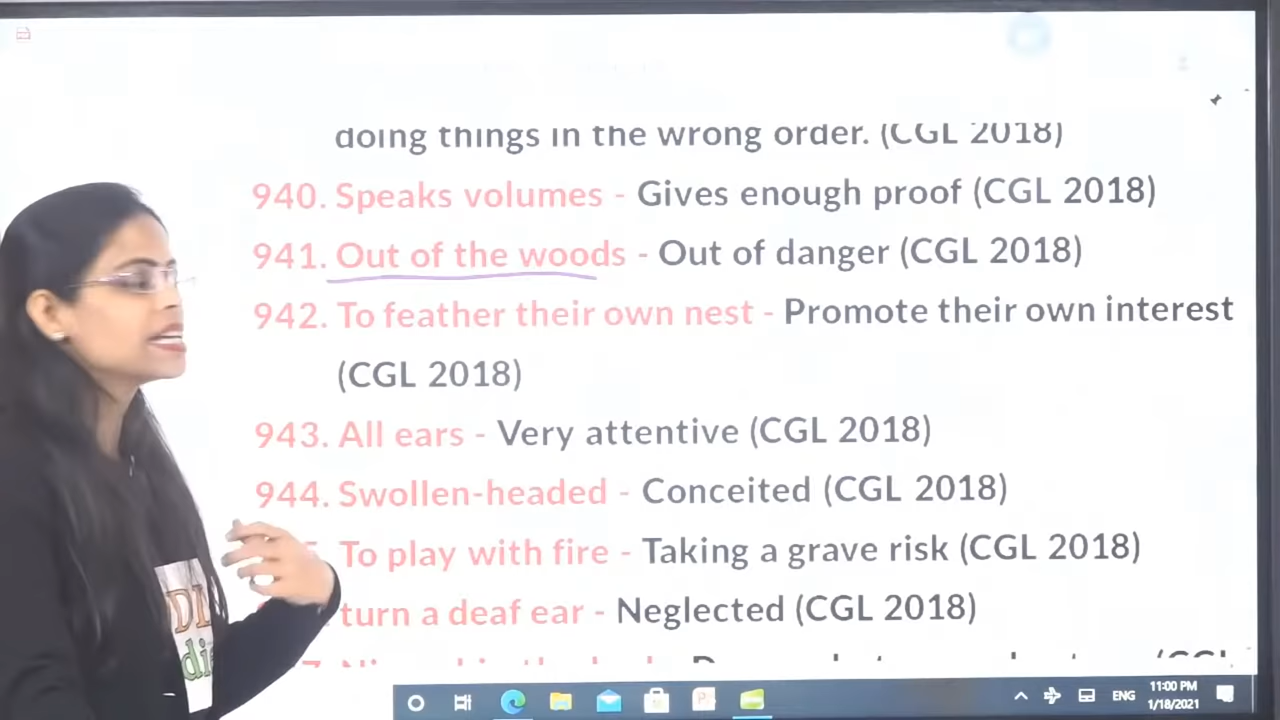 doing things in the wrong order. (CGL 2018)
940. Speaks volumes - Gives enough proof (CGL 2018)
941. Out of the woods - Out of danger (CGL 2018)
942. To feather their own nest - Promote their own interest
(CGL 2018)
943. All ears - Very attentive (CGL 2018)
944. Swollen-headed - Conceited (CGL 2018)
To play with fire - Taking a grave risk (CGL 2018)
turn a deaf ear - Neglected (CGL 2018)
ENG
11:00 PM
1/18/2021